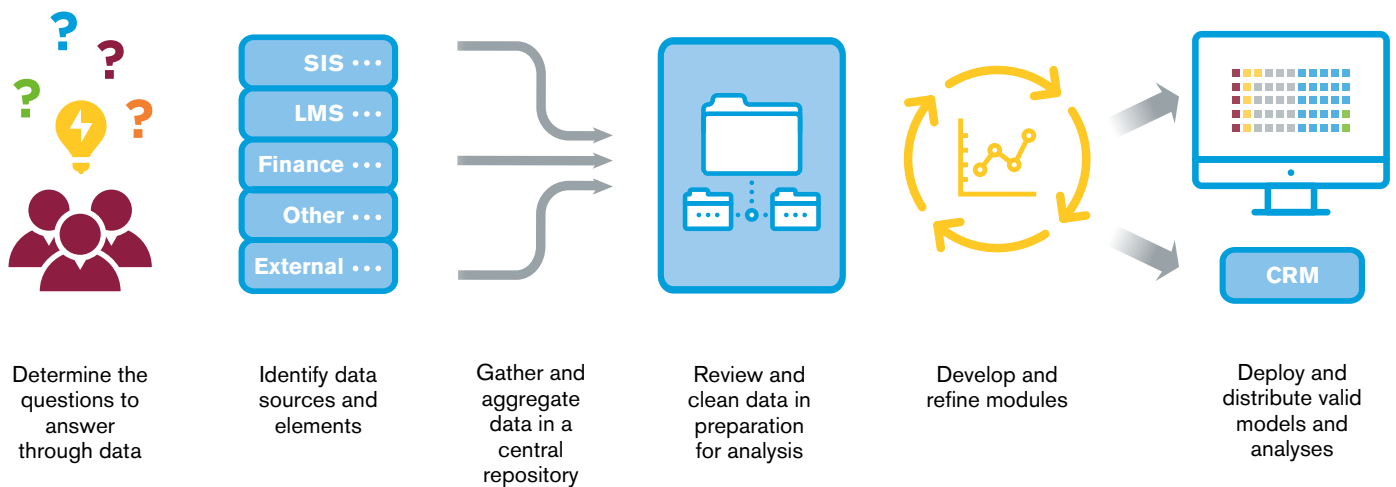 ?
?
?
?
SIS ...
LMS ...
Finance ...
Other ...
External ...
CRM
Determine the
questions to
answer
through data
Identify data
sources and
elements
Gather and
aggregate
data in a
central
repository
Review and
clean data in
preparation
for analysis
Develop and
refine modules
Deploy and
distribute valid
models and
analyses